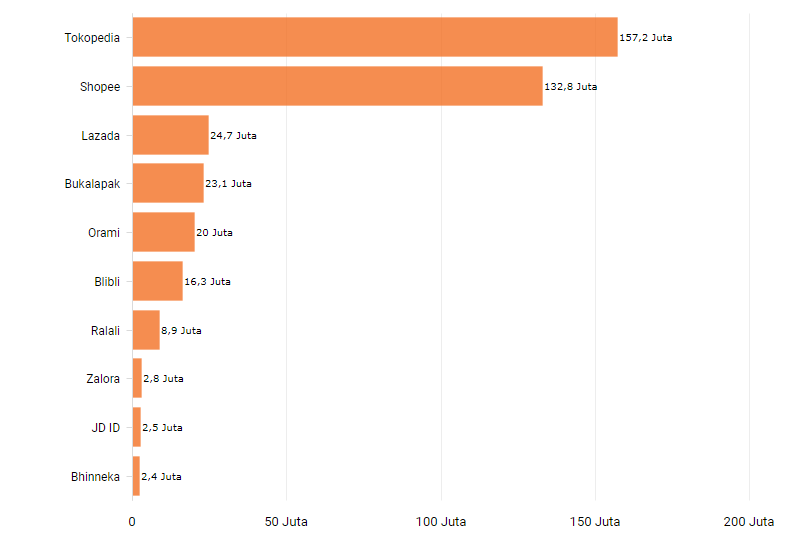 Tokopedia 157,2 Juta
Shopee 132,8 Juta
Lazada 24,7 Juta
Bukalapak 23,1 Juta
Orami 20 Juta
Blibli 16,3 Juta
Ralali 8,9 Juta
Zalora 2,8 Juta
JD ID 2,5 Juta
Bhinneka 2,4 Juta
0 50 Juta 100 Juta 150 Juta 200 Juta